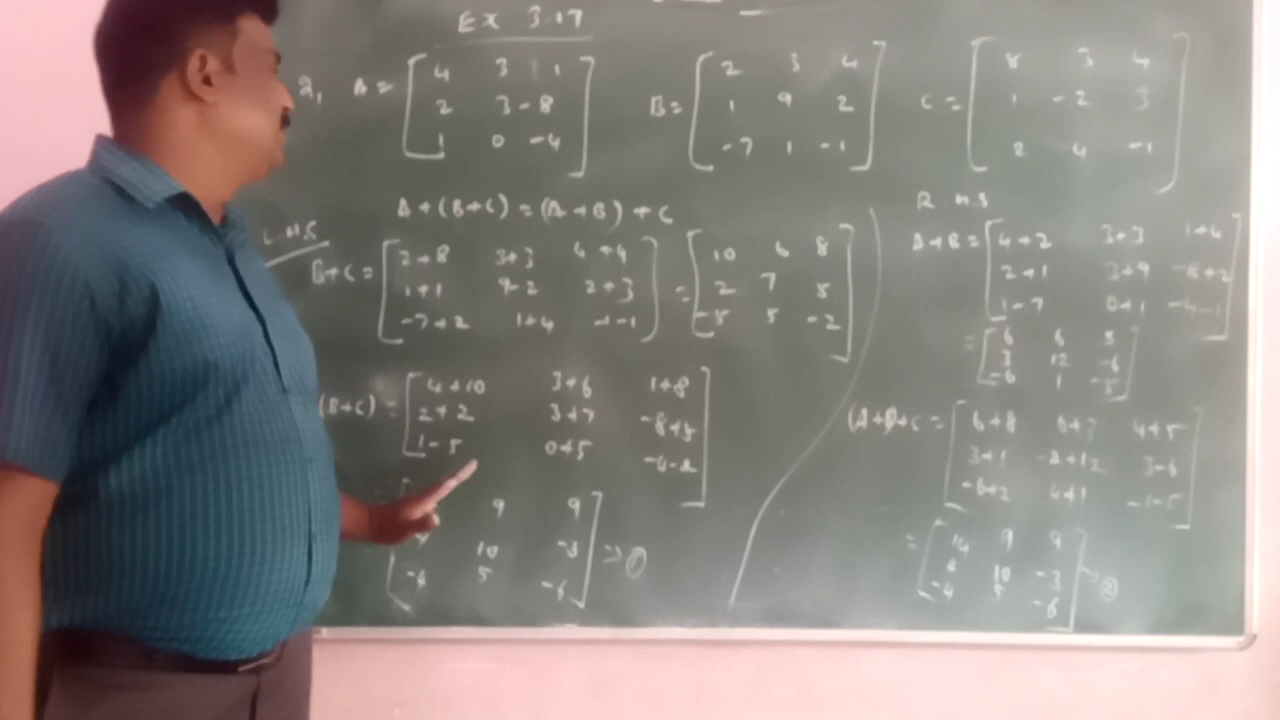 EX 3.17
2, A = [ 4 3 1
2 3 -8
1 0 -4 ]
B = [ 2 3 4
1 9 2
-7 1 -1 ]
C = [ 8 3 4
1 -2 3
2 4 -1 ]
A + (B+C) = (A+B) + C
L.H.S
B+C = [ 2+8 3+3 4+4
1+1 9-2 2+3
-7+2 1+4 -1-1 ]
= [ 10 6 8
2 7 5
-5 5 -2 ]
(B+C) = [ 4+10 3+6 1+8
2+2 3+7 -8+5
1-5 0+5 -4-2 ]
9 9
10 -3
-4 5 -6 ] → ①
R.H.S
A+B = [ 4+2 3+3 1+4
2+1 3+9 -8+2
1-7 0+1 -4-1 ]
= [ 6 6 5
3 12 -6
-6 1 -5 ]
(A+B)+C = [ 6+8 6+3 4+5
3+1 -2+12 3-6
-6+2 4+1 -1-5 ]
= [ 14 9 9
4 10 -3
-4 5 -6 ] → ②